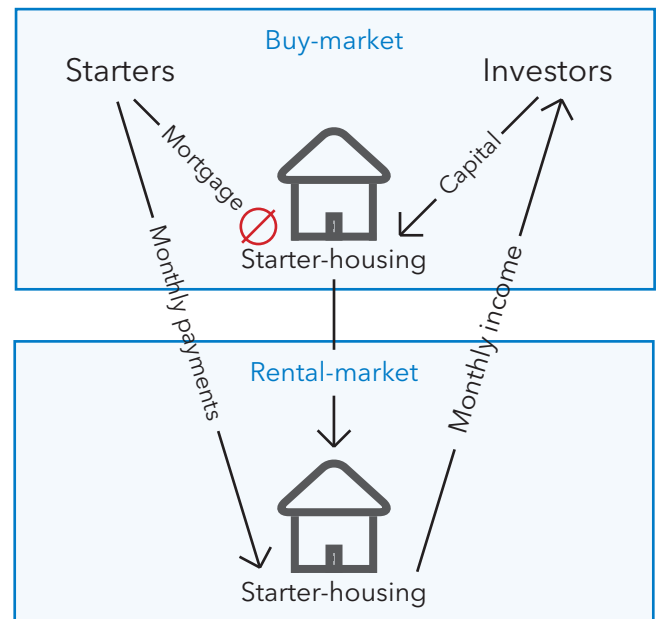 Buy-market
Starters
Investors
Mortgage
Capital
Starter-housing
Monthly payments
Monthly income
Rental-market
Starter-housing